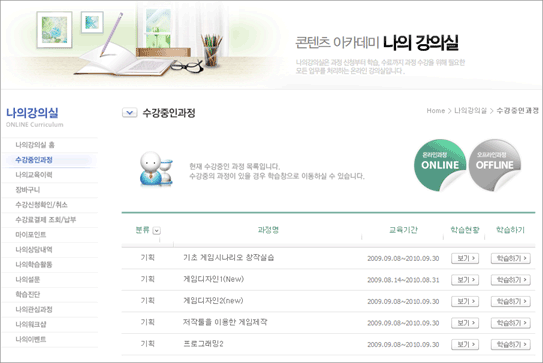 콘텐츠 아카데미 나의 강의실
나의강의실은 과정 신청부터 학습, 수료까지 과정 수강을 위해 필요한
모든 업무를 처리하는 온라인 강의실입니다.
나의강의실
ONLINE Curriculum
나의강의실 홈
수강중인과정
나의교육이력
장바구니
수강신청확인/취소
수강료결제 조회/납부
마이포인트
나의상담내역
나의학습활동
나의설문
학습진단
나의관심과정
나의워크샵
나의이벤트
수강중인과정
Home > 나의강의실 > 수강중인과정
현재 수강중인 과정 목록입니다.
수강중의 과정이 있을 경우 학습창으로 이동하실 수 있습니다.
온라인과정
ONLINE
오프라인과정
OFFLINE
분류 과정명 교육기간 학습현황 학습하기
기획 기초 게임시나리오 창작실습 2009.09.08~2010.09.30 보기 학습하기
기획 게임디자인1(New) 2009.08.14~2010.08.31 보기 학습하기
기획 게임디자인2(new) 2009.09.08~2010.09.30 보기 학습하기
기획 저작툴을 이용한 게임제작 2009.09.08~2010.09.30 보기 학습하기
기획 프로그래밍2 2009.09.08~2010.09.30 보기 학습하기